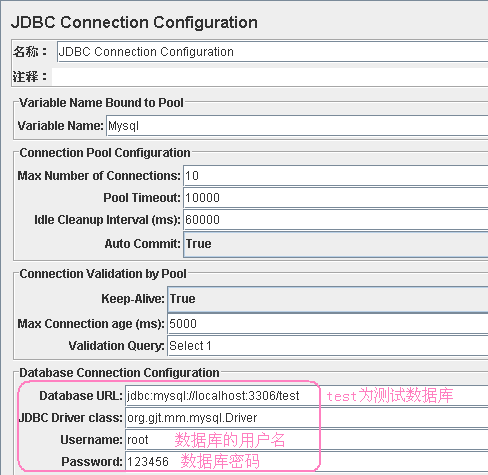 JDBC Connection Configuration
名称： JDBC Connection Configuration
注释：
Variable Name Bound to Pool
Variable Name: Mysql
Connection Pool Configuration
Max Number of Connections: 10
Pool Timeout: 10000
Idle Cleanup Interval (ms): 60000
Auto Commit: True
Connection Validation by Pool
Keep-Alive: True
Max Connection age (ms): 5000
Validation Query: Select 1
Database Connection Configuration
Database URL: jdbc:mysql://localhost:3306/test test为测试数据库
JDBC Driver class: org.gjt.mm.mysql.Driver
Username: root 数据库的用户名
Password: 123456 数据库密码